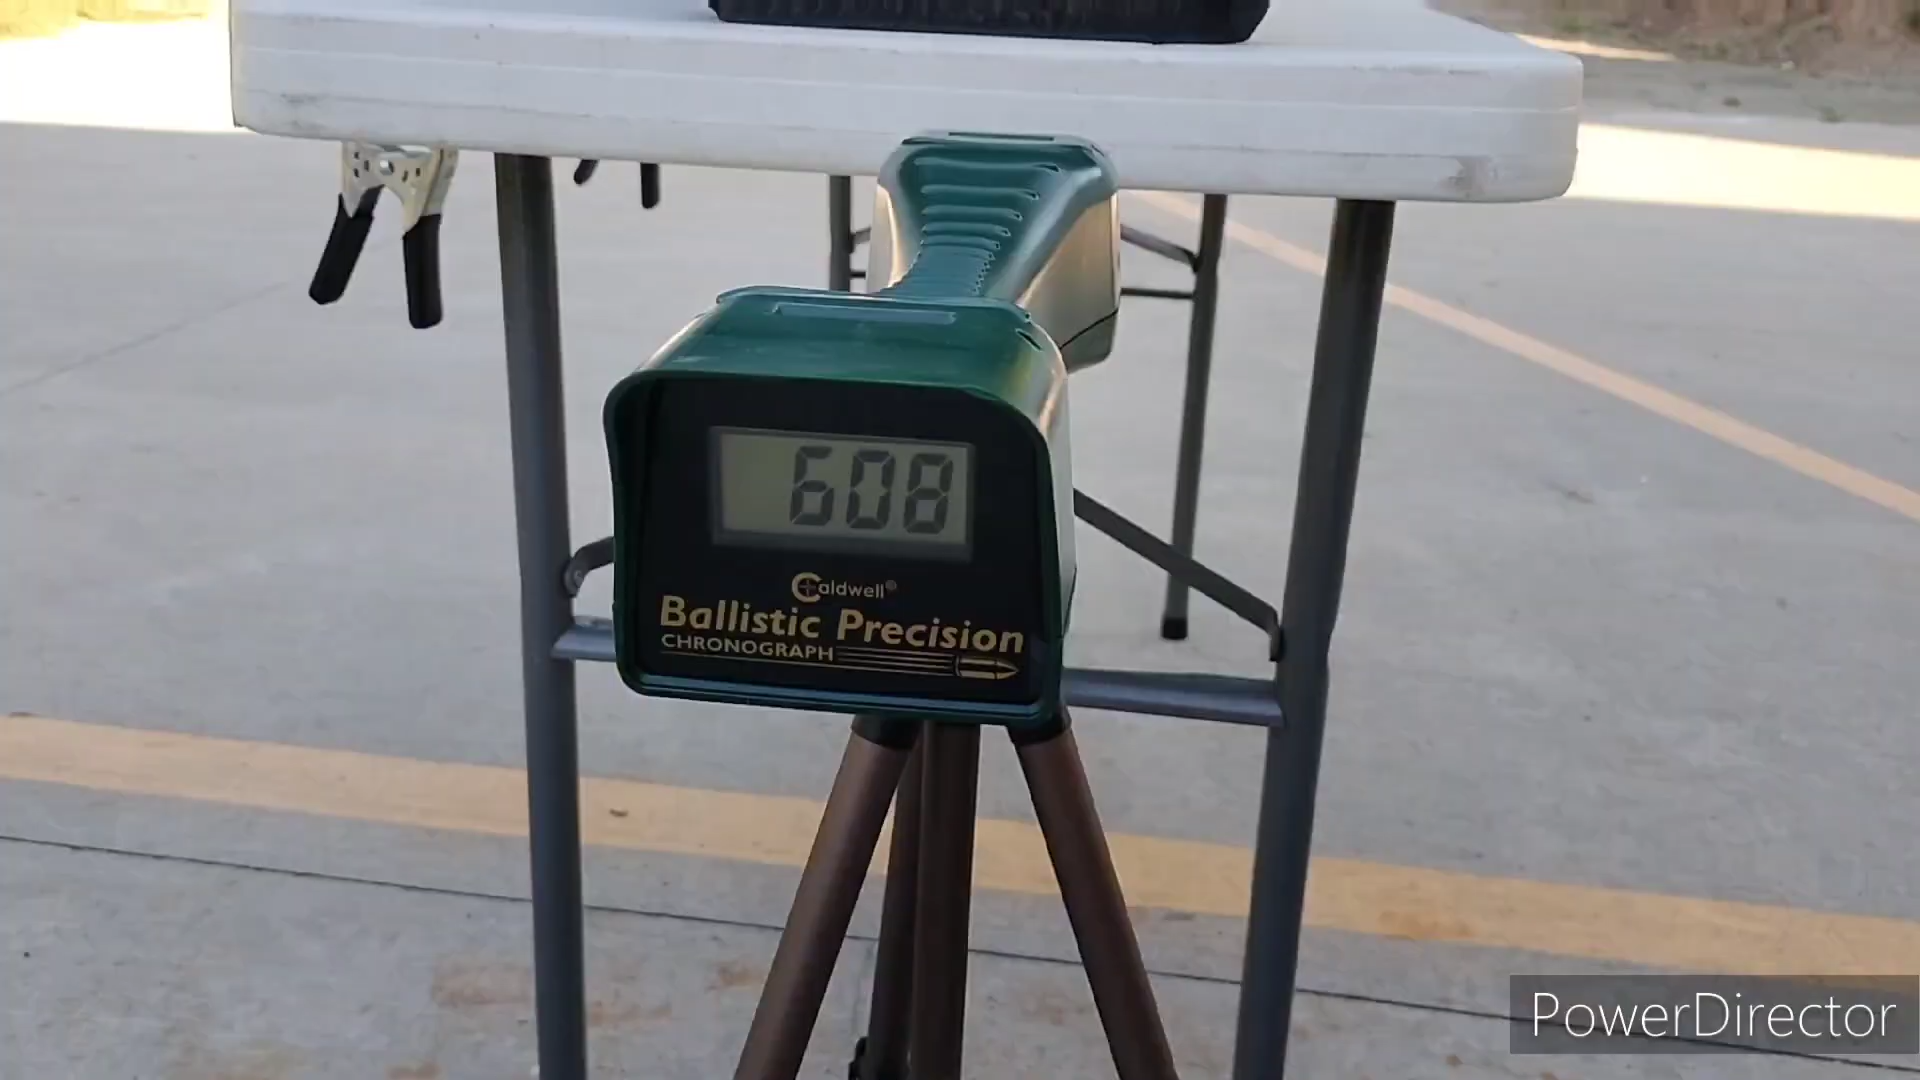 608
Caldwell®
Ballistic Precision
CHRONOGRAPH
PowerDirector